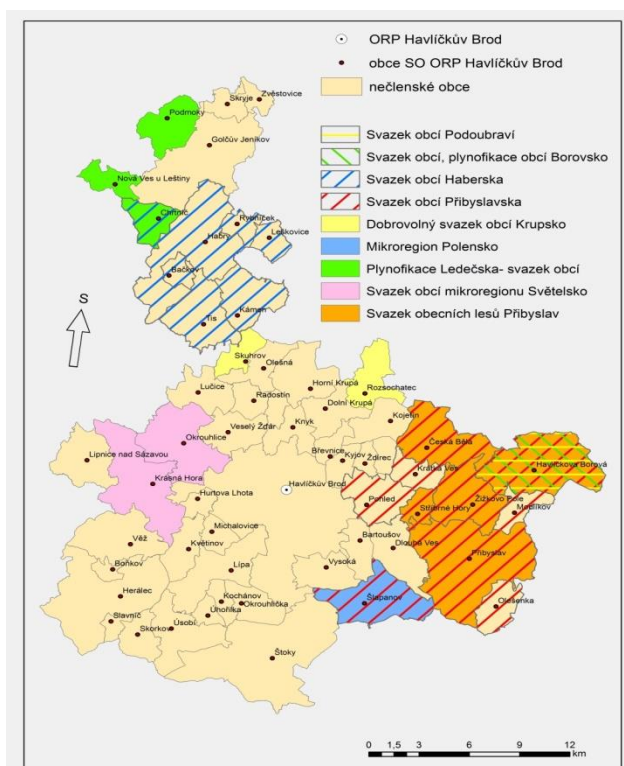 ORP Havlíčkův Brod
obce SO ORP Havlíčkův Brod
nečlenské obce
Svazek obcí Podoubraví
Svazek obcí, plynofikace obcí Borovsko
Svazek obcí Haberska
Svazek obcí Přibyslavska
Dobrovolný svazek obcí Krupsko
Mikroregion Polensko
Plynofikace Ledečska- svazek obcí
Svazek obcí mikroregionu Světelsko
Svazek obecních lesů Přibyslav
S
Zvěstovice
Skryje
Podmoky
Golčův Jeníkov
Nová Ves u Leštiny
Chrtníč
Rybníček
Leškovice
Habry
Bačkov
Kámen
Tis
Skuhrov
Olešná
Lučice
Radostín
Horní Krupá
Rozsochatec
Dolní Krupá
Kojetín
Veselý Žďár
Knyk
Okrouhlice
Česká Bělá
Břevnice
Kyjov
Ždírec
Lipnice nad Sázavou
Krátká Ves
Havlíčkova Borová
Krásná Hora
Havlíčkův Brod
Hurtova Lhota
Pohled
Stříbrné Hory
Žižkovo Pole
Modlíkov
Michalovice
Věž
Květinov
Bartoušov
Dlouhá Ves
Přibyslav
Boňkov
Lípa
Vysoká
Herálec
Kochánov
Okrouhlička
Šlapanov
Olešenka
Slavníč
Skorkov
Úsobí
Úhořilka
Štoky
0 1,5 3 6 9 12
km